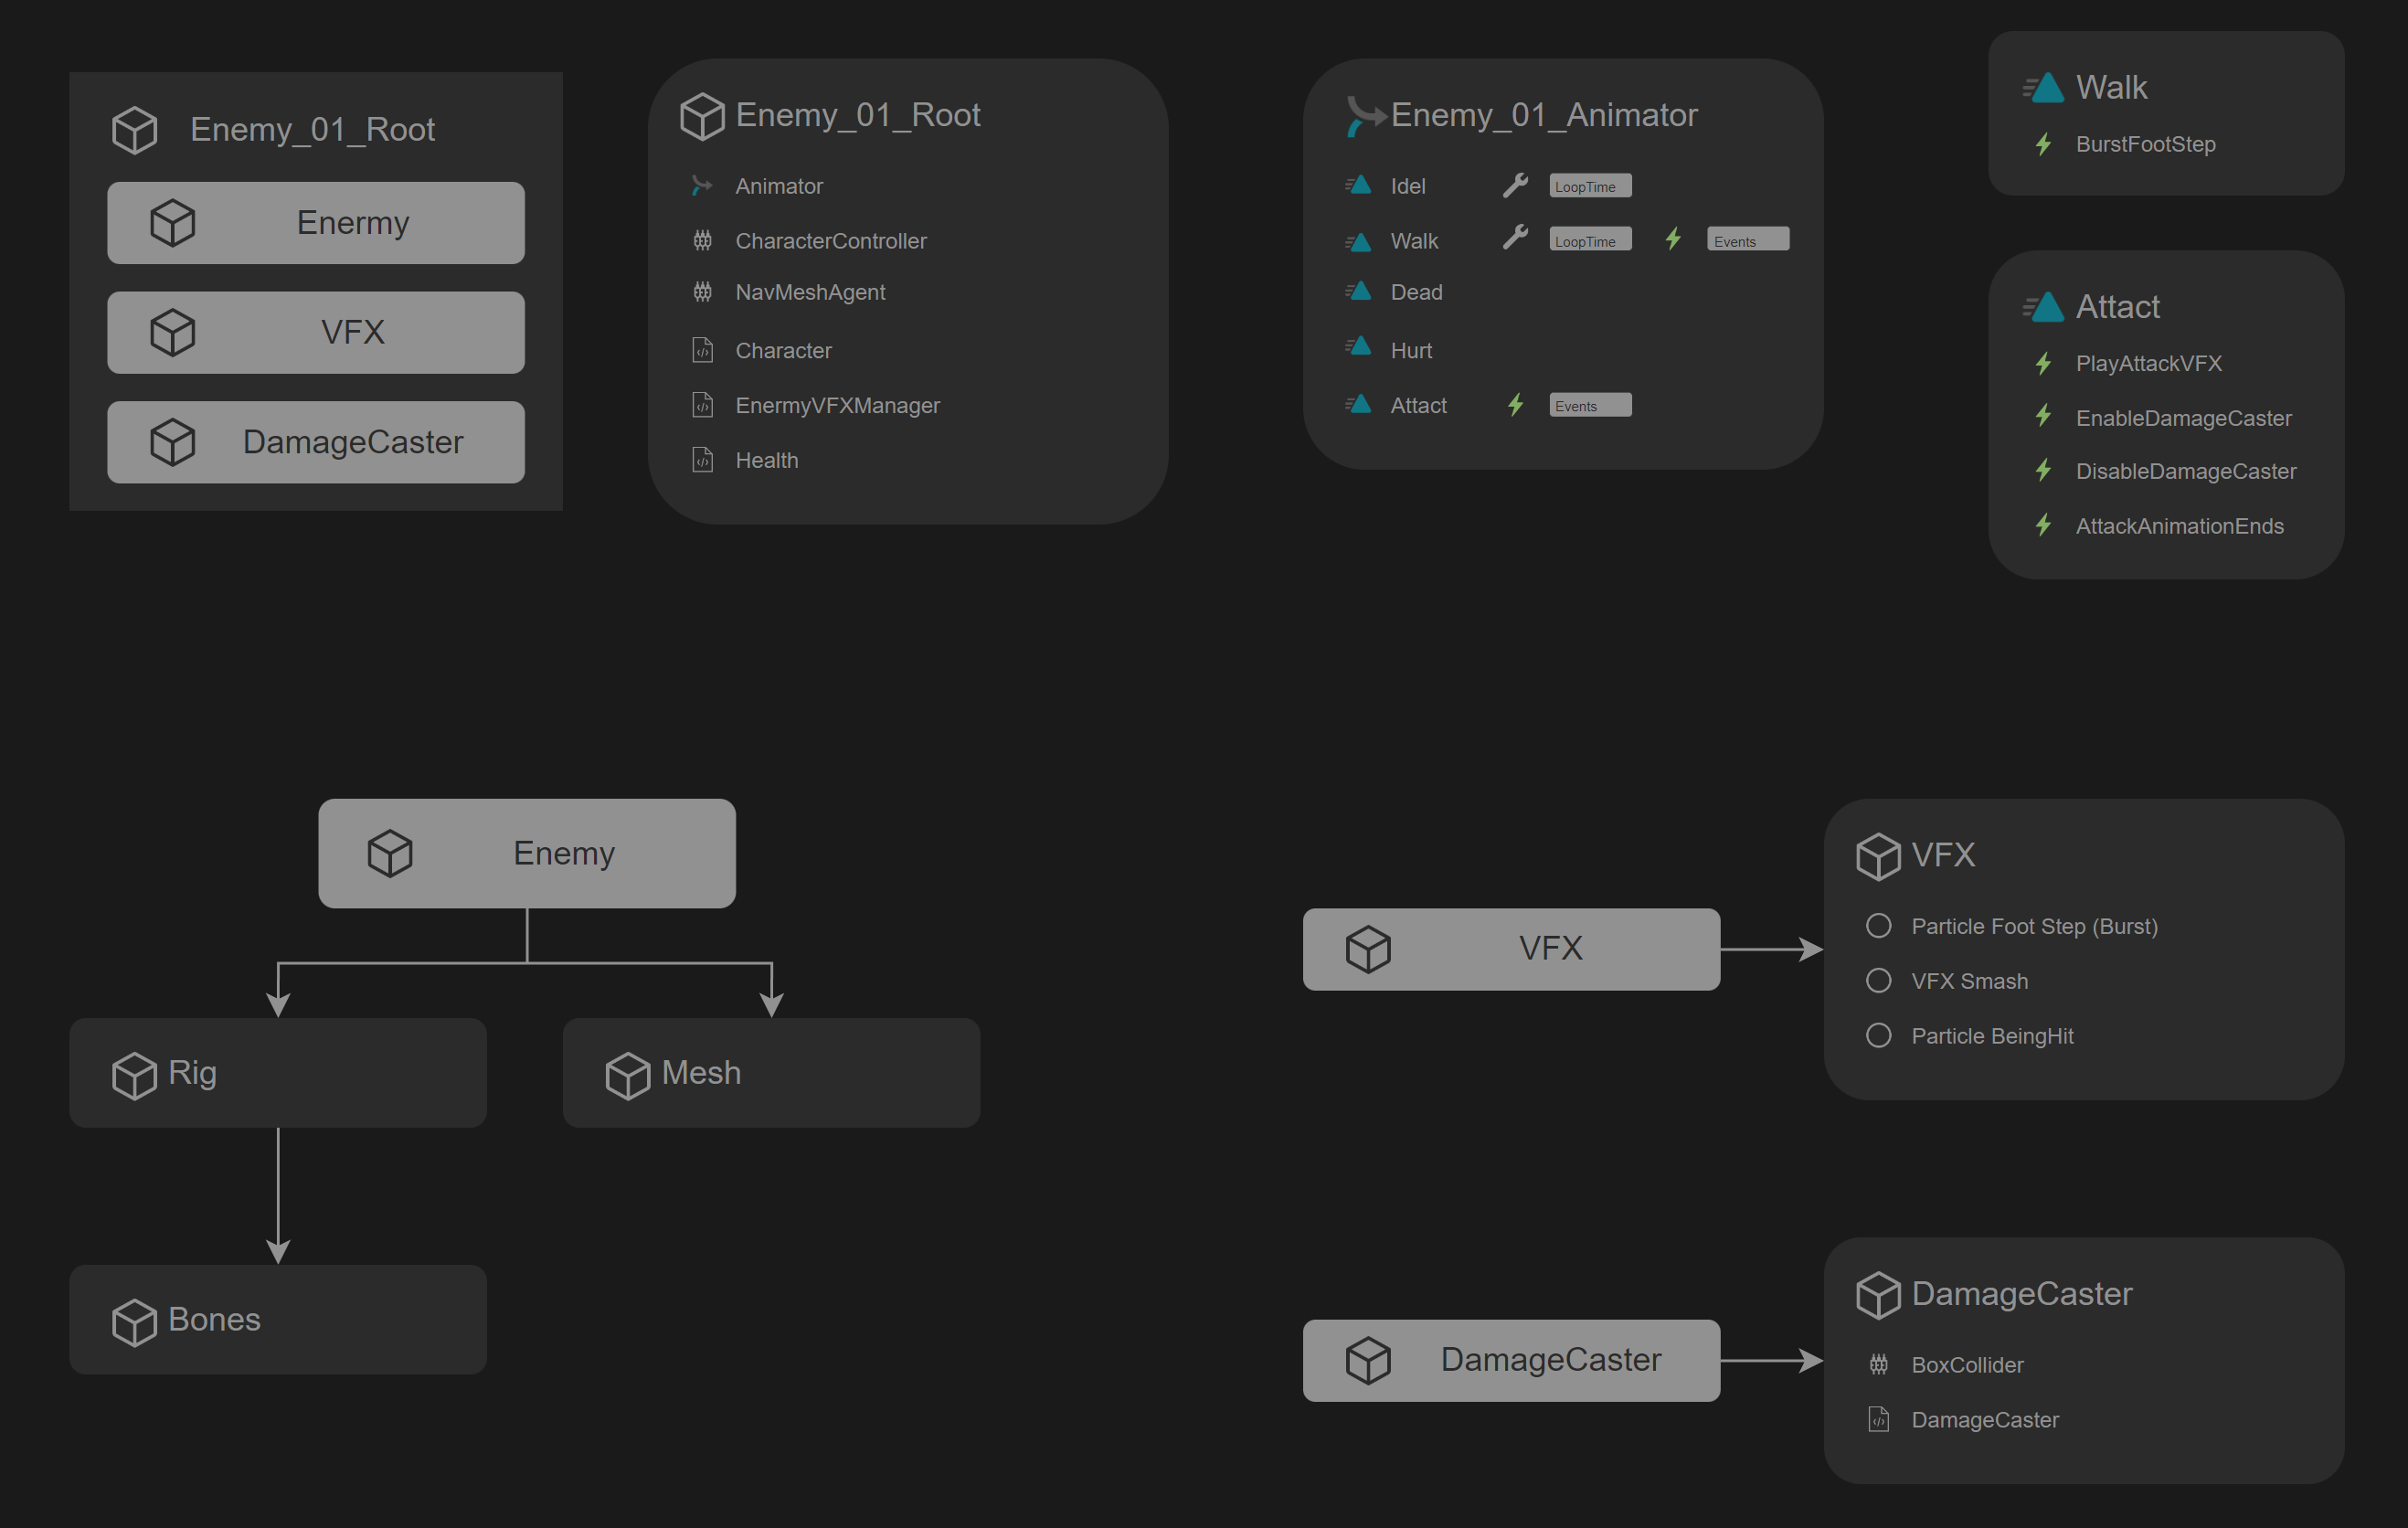 Enemy_01_Root
Enermy
VFX
DamageCaster
Enemy_01_Root
Animator
CharacterController
NavMeshAgent
Character
EnermyVFXManager
Health
Enemy_01_Animator
Idel LoopTime
Walk LoopTime Events
Dead
Hurt
Attact Events
Walk
BurstFootStep
Attact
PlayAttackVFX
EnableDamageCaster
DisableDamageCaster
AttackAnimationEnds
Enemy
Rig
Mesh
Bones
VFX
VFX
Particle Foot Step (Burst)
VFX Smash
Particle BeingHit
DamageCaster
DamageCaster
BoxCollider
DamageCaster